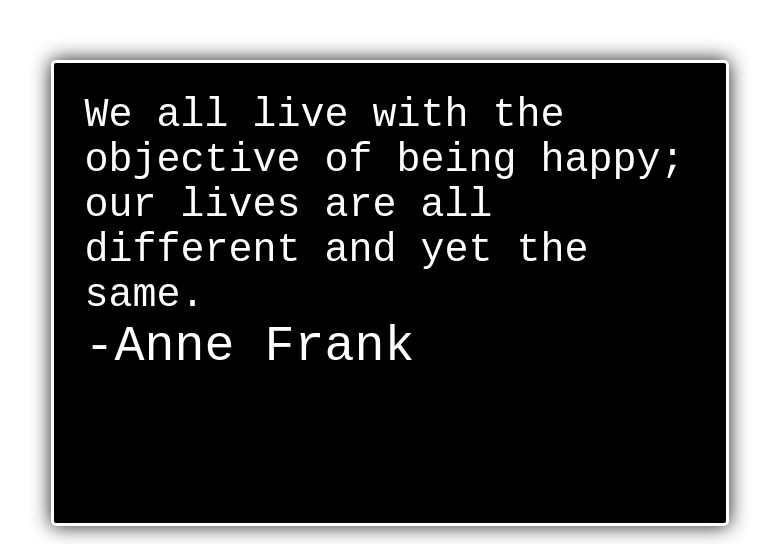 We all live with the
objective of being happy;
our lives are all
different and yet the
same.
-Anne Frank